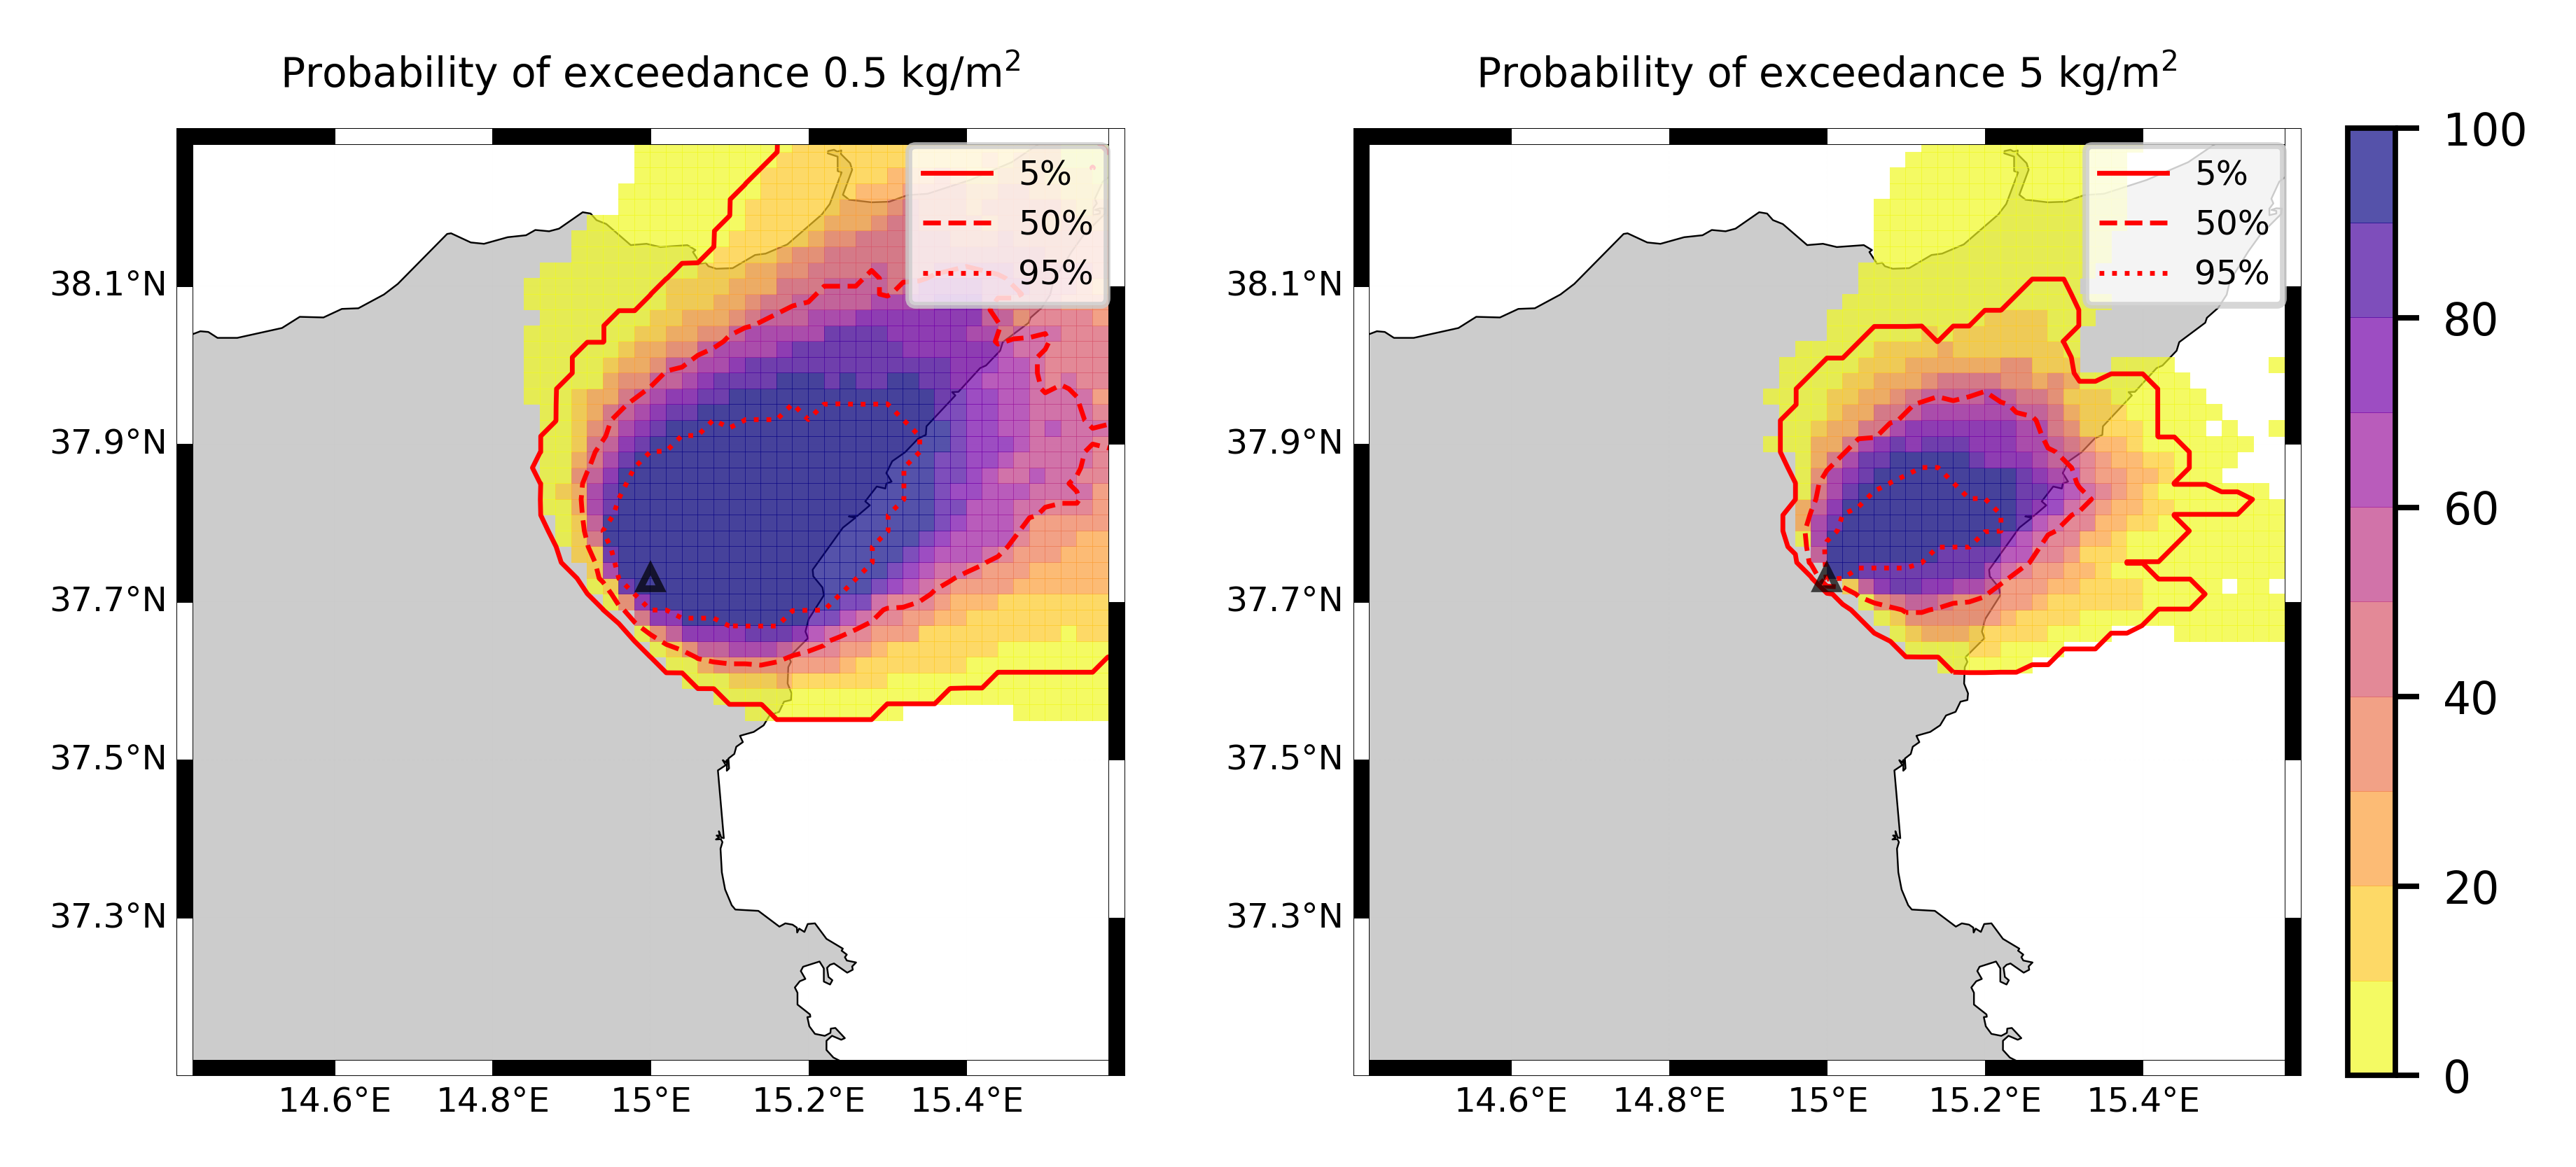 Probability of exceedance 0.5 kg/m²
5%
50%
95%
38.1°N
37.9°N
37.7°N
37.5°N
37.3°N
14.6°E 14.8°E 15°E 15.2°E 15.4°E
Probability of exceedance 5 kg/m²
5%
50%
95%
38.1°N
37.9°N
37.7°N
37.5°N
37.3°N
14.6°E 14.8°E 15°E 15.2°E 15.4°E
100
80
60
40
20
0